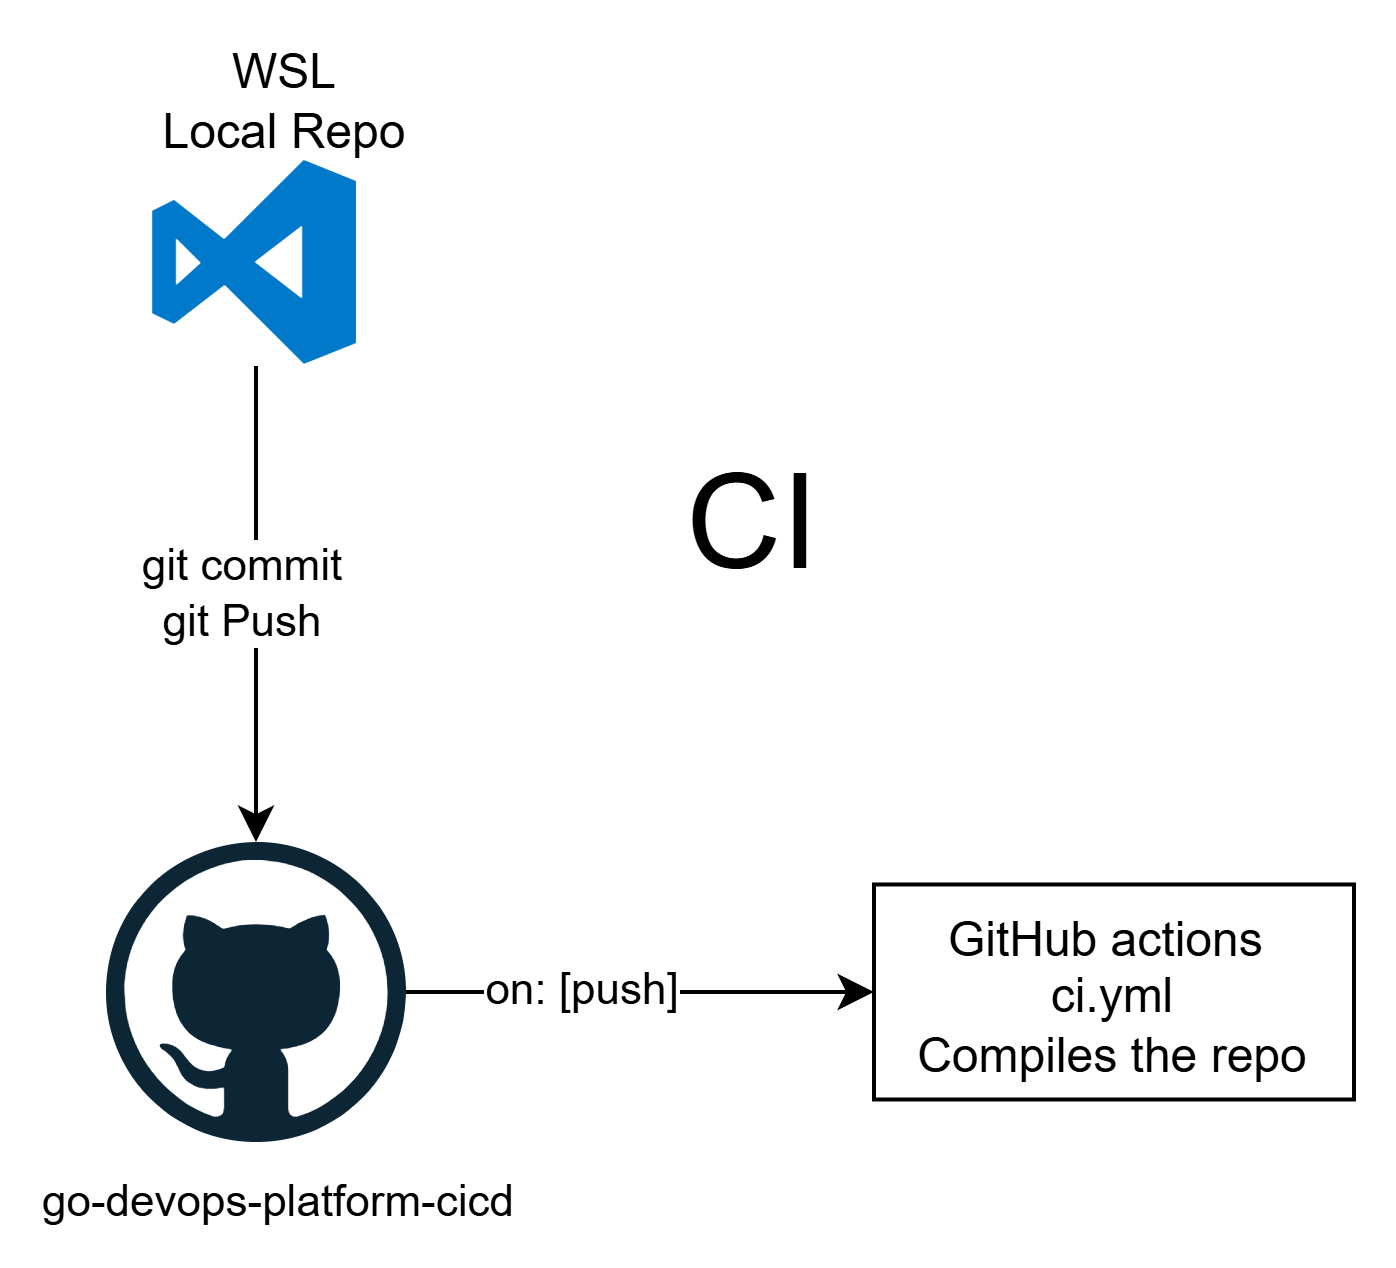 WSL
Local Repo
CI
git commit
git Push
on: [push]
GitHub actions
ci.yml
Compiles the repo
go-devops-platform-cicd